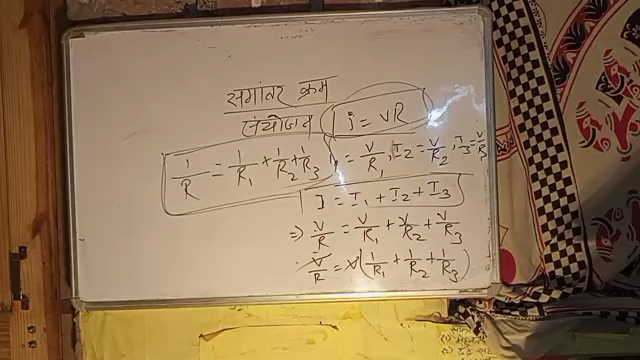 समांतर क्रम
संयोजन
i = VR
1/R = 1/R₁ + 1/R₂ + 1/R₃
I₁ = V/R₁, I₂ = V/R₂, I₃ = V/R₃
I = I₁ + I₂ + I₃
⇒ V/R = V/R₁ + V/R₂ + V/R₃
V/R = V(1/R₁ + 1/R₂ + 1/R₃)